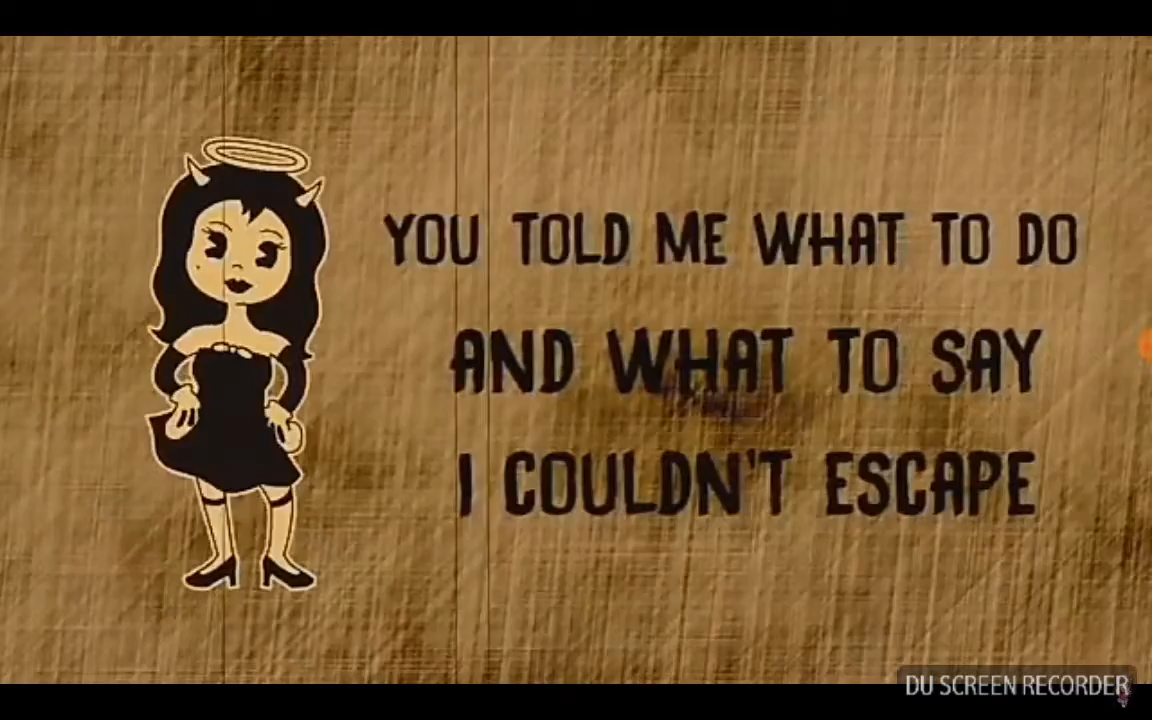 YOU TOLD ME WHAT TO DO
AND WHAT TO SAY
I COULDN'T ESCAPE
DU SCREEN RECORDER